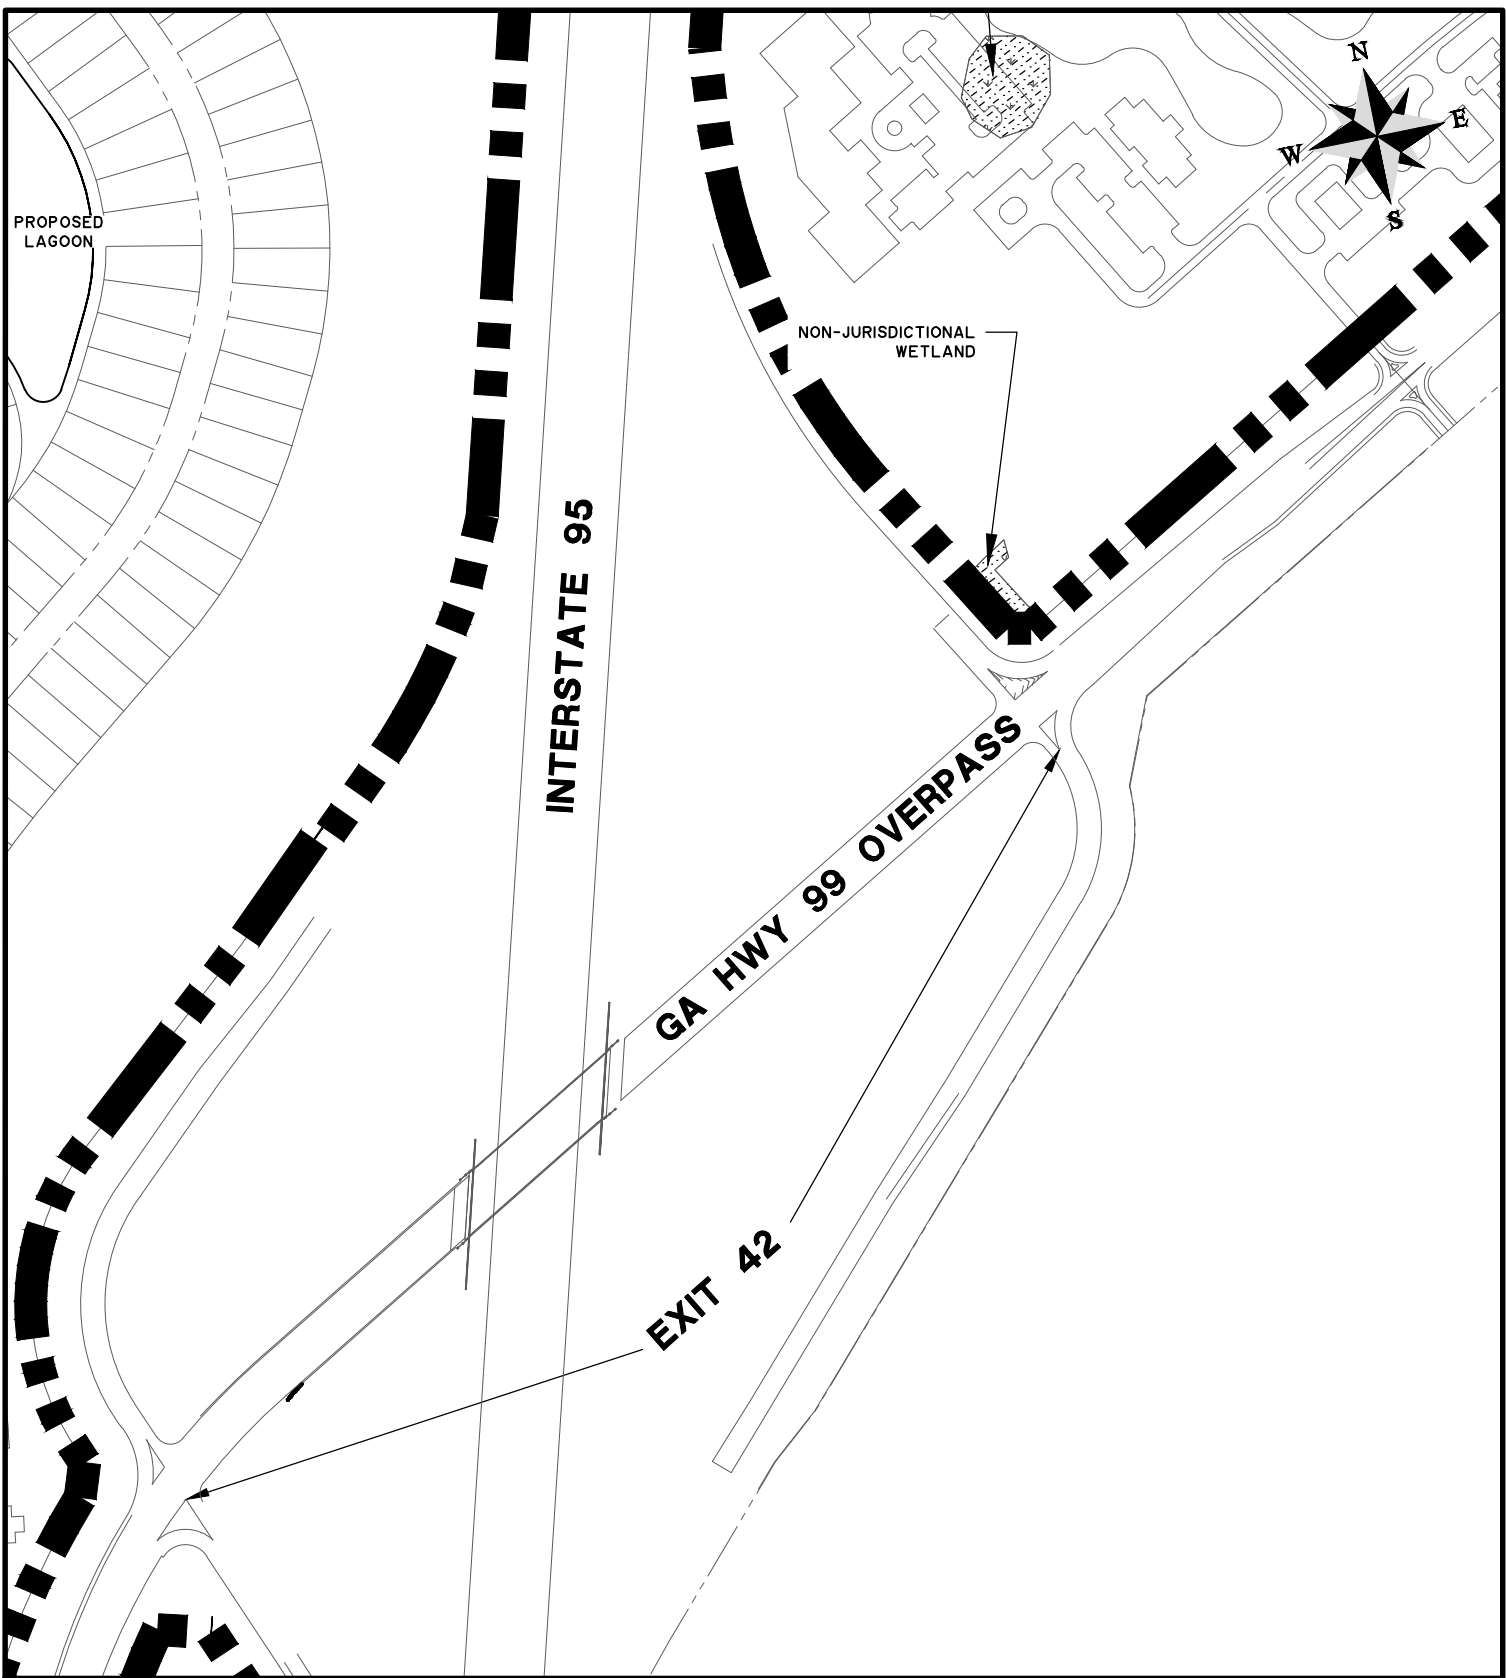 N
E
W
S
PROPOSED
LAGOON
NON-JURISDICTIONAL
WETLAND
INTERSTATE 95
GA HWY 99 OVERPASS
EXIT 42